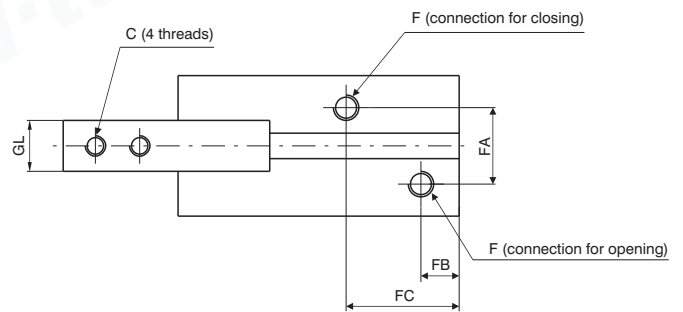 F (connection for closing)
C (4 threads)
GL
FA
F (connection for opening)
FB
FC